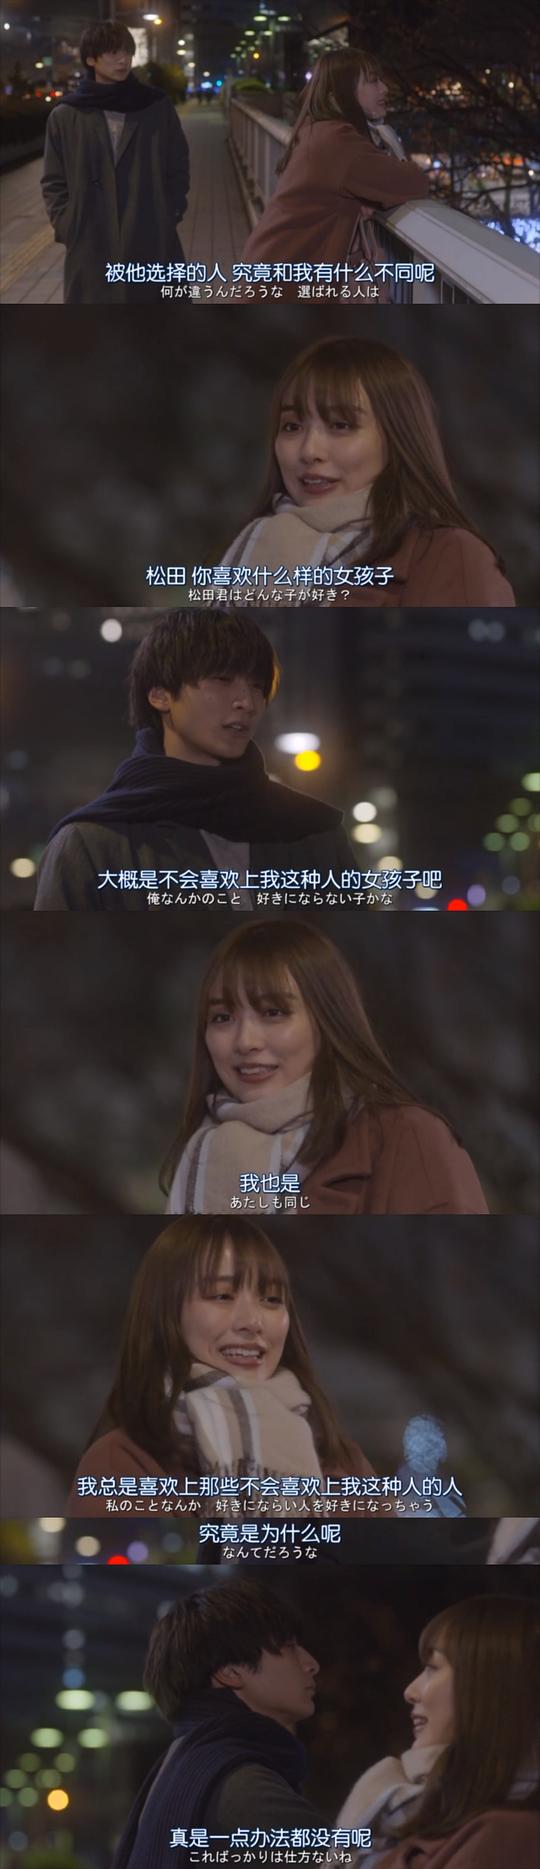 被他选择的人 究竟和我有什么不同呢
何が違うんだろうな　選ばれる人は
松田 你喜欢什么样的女孩子
松田君はどんな子が好き？
大概是不会喜欢上我这种人的女孩子吧
俺なんかのこと　好きにならない子かな
我也是
あたしも同じ
我总是喜欢上那些不会喜欢上我这种人的人
私のことなんか　好きにならい人を好きになっちゃう
究竟是为什么呢
なんてだろうな
真是一点办法都没有呢
こればっかりは仕方ないね